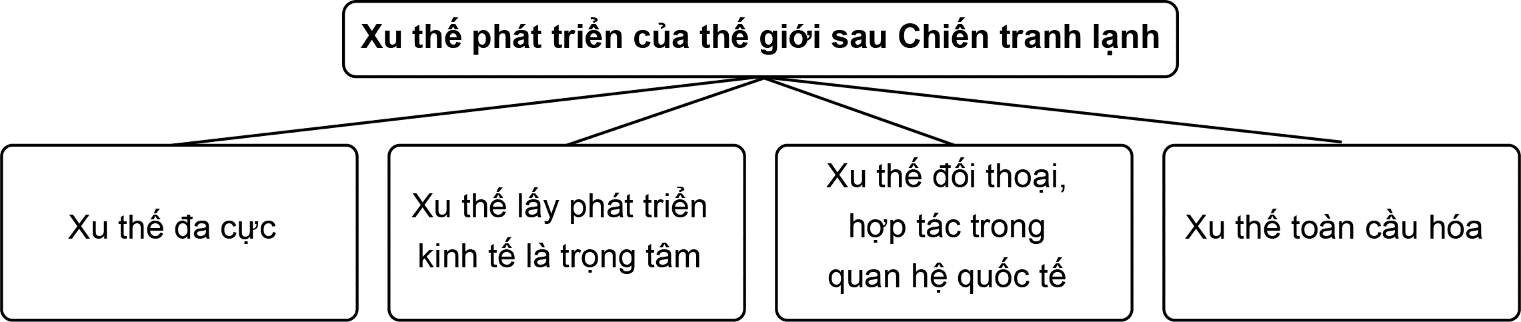 Xu thế phát triển của thế giới sau Chiến tranh lạnh
Xu thế đa cực
Xu thế lấy phát triển
kinh tế là trọng tâm
Xu thế đối thoại,
hợp tác trong
quan hệ quốc tế
Xu thế toàn cầu hóa